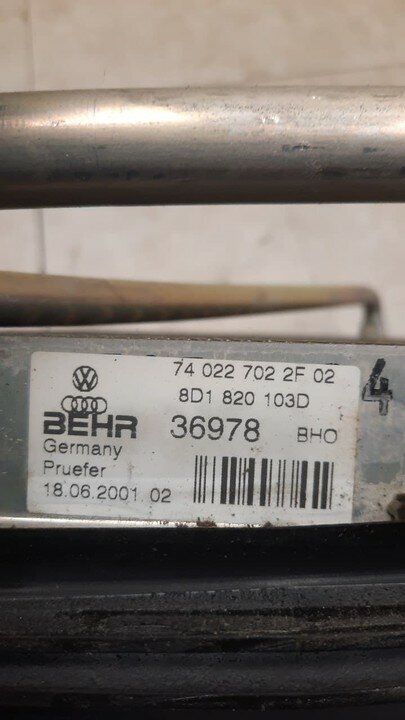 74 022 702 2F 02
8D1 820 103D
BEHR 36978 BHO
Germany
Pruefer
18.06.2001 02
4